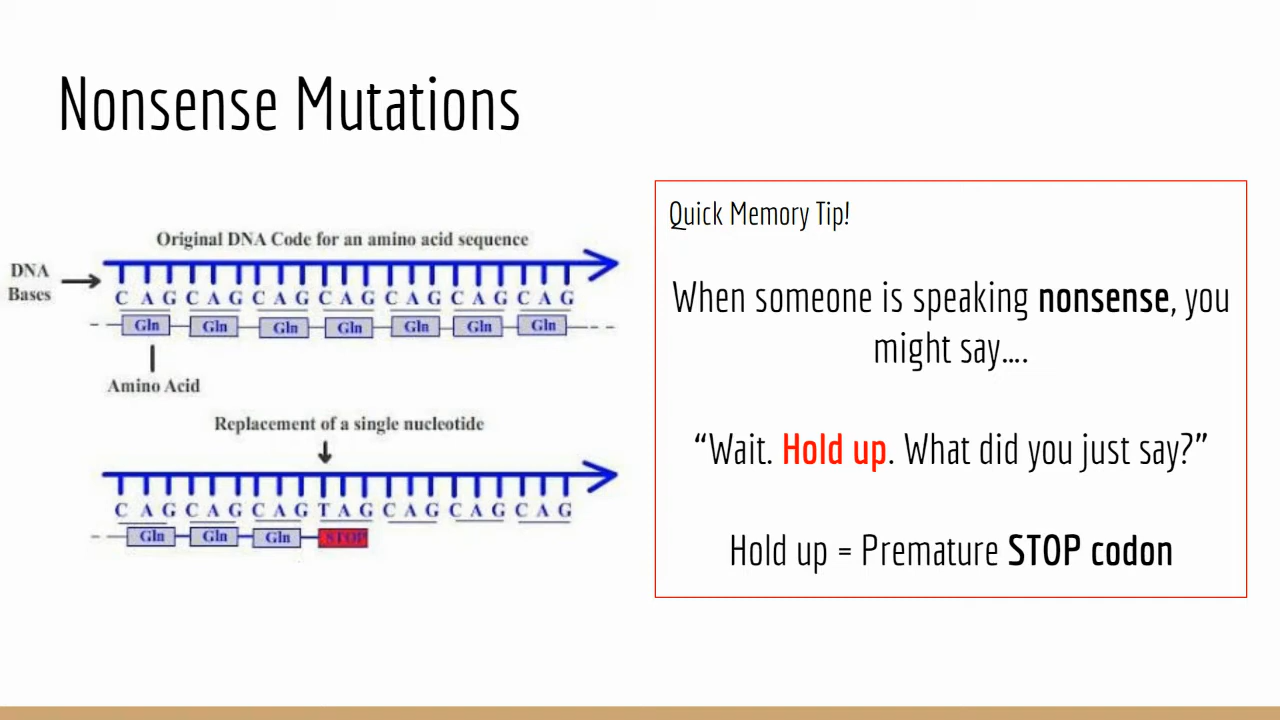 Nonsense Mutations
Original DNA Code for an amino acid sequence
DNA
Bases
C A G C A G C A G C A G C A G C A G C A G
Gln Gln Gln Gln Gln Gln Gln
Amino Acid
Replacement of a single nucleotide
C A G C A G C A G T A G C A G C A G C A G
Gln Gln Gln STOP
Quick Memory Tip!
When someone is speaking nonsense, you
might say....
“Wait. Hold up. What did you just say?”
Hold up = Premature STOP codon